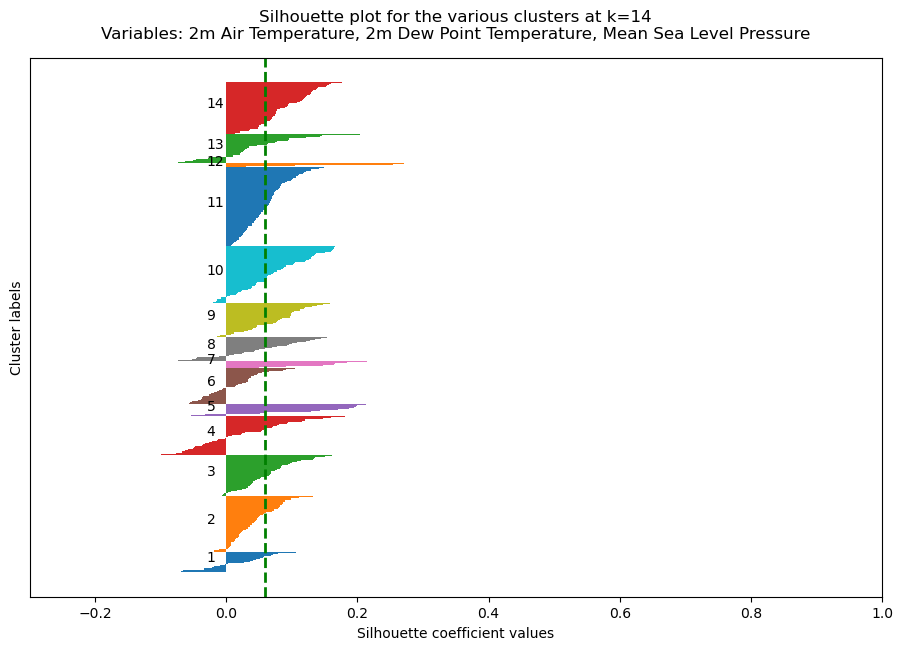 Silhouette plot for the various clusters at k=14
Variables: 2m Air Temperature, 2m Dew Point Temperature, Mean Sea Level Pressure
Cluster labels
14
13
12
11
10
9
8
7
6
5
4
3
2
1
−0.2 0.0 0.2 0.4 0.6 0.8 1.0
Silhouette coefficient values